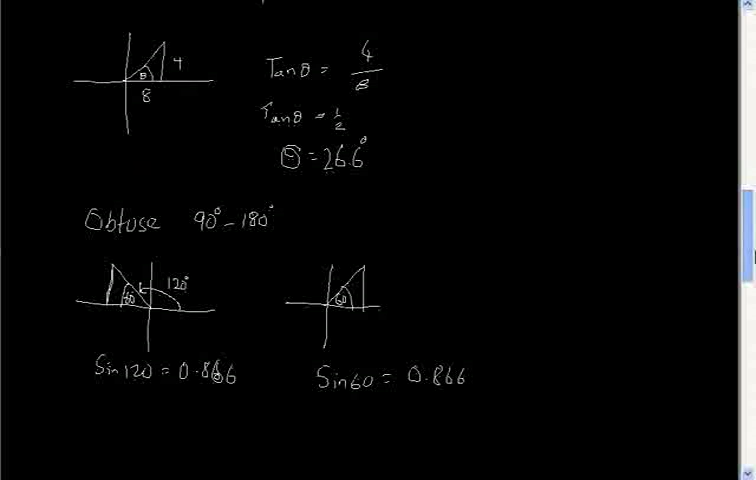 4
θ
8
Tanθ = 4/8
Tanθ = 1/2
θ = 26.6°
Obtuse 90° - 180°
120°
60
60
Sin120 = 0.866
Sin60 = 0.866